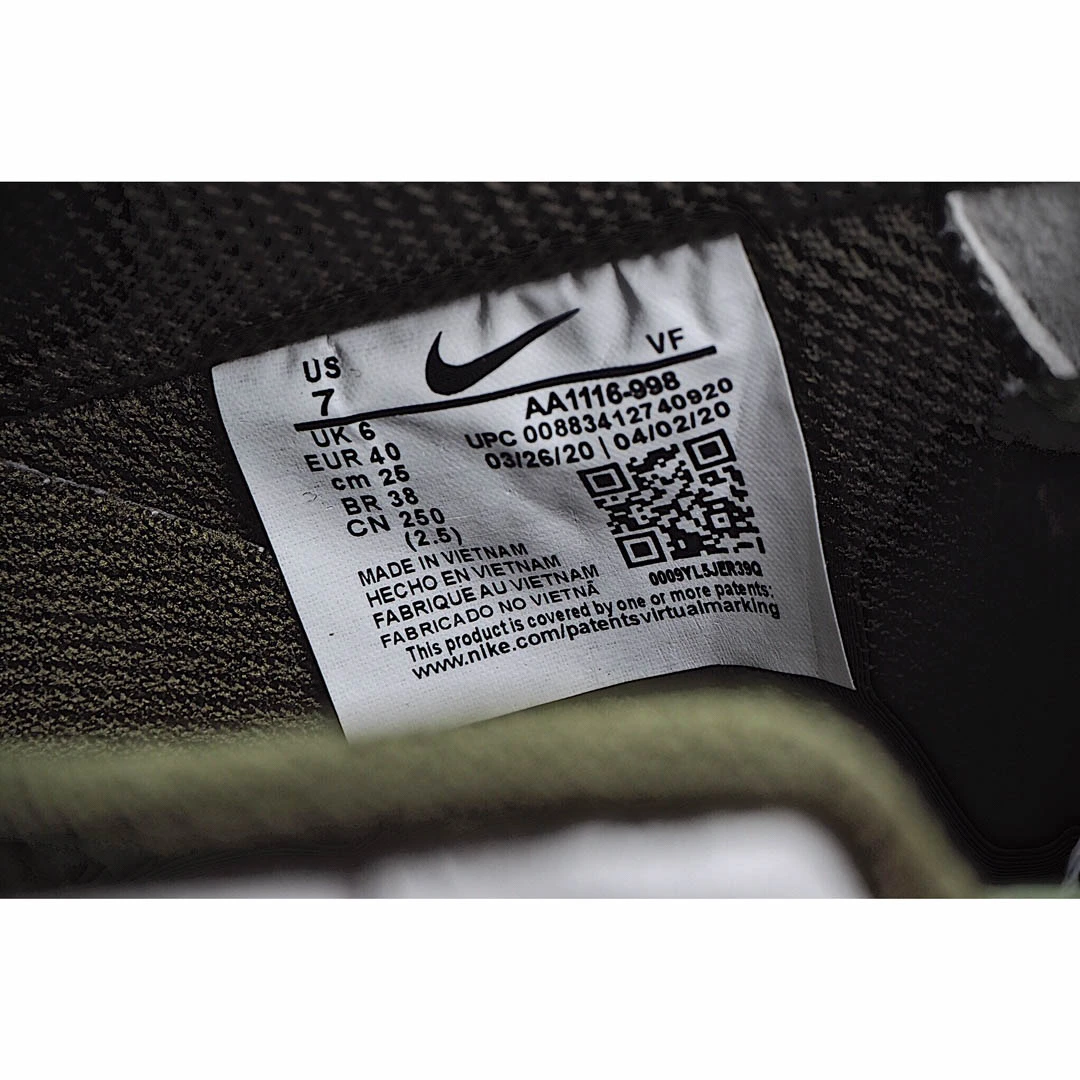 US
7
VF
UK 6
EUR 40
cm 25
BR 38
CN 250
(2.5)
AA1116-998
UPC 00883412740920
03/26/20 | 04/02/20
0009YL5JER39Q
MADE IN VIETNAM
HECHO EN VIETNAM
FABRIQUE AU VIETNAM
FABRICADO NO VIETNÃ
This product is covered by one or more patents:
www.nike.com/patentsvirtualmarking